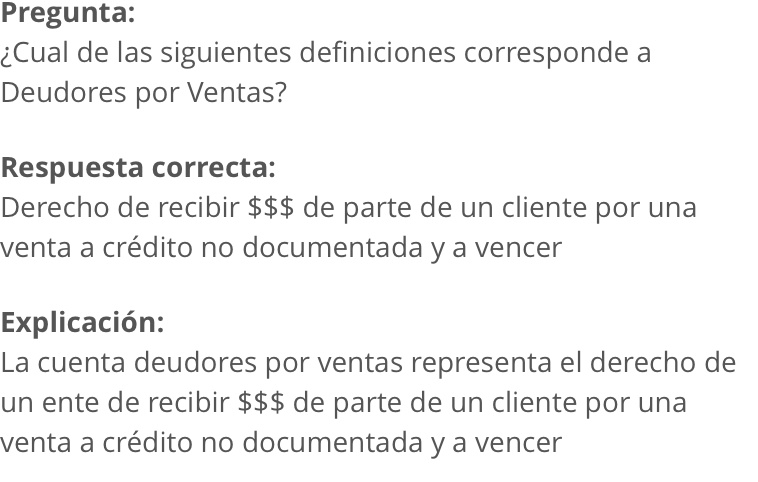 Pregunta:
¿Cual de las siguientes definiciones corresponde a
Deudores por Ventas?
Respuesta correcta:
Derecho de recibir $$$ de parte de un cliente por una
venta a crédito no documentada y a vencer
Explicación:
La cuenta deudores por ventas representa el derecho de
un ente de recibir $$$ de parte de un cliente por una
venta a crédito no documentada y a vencer